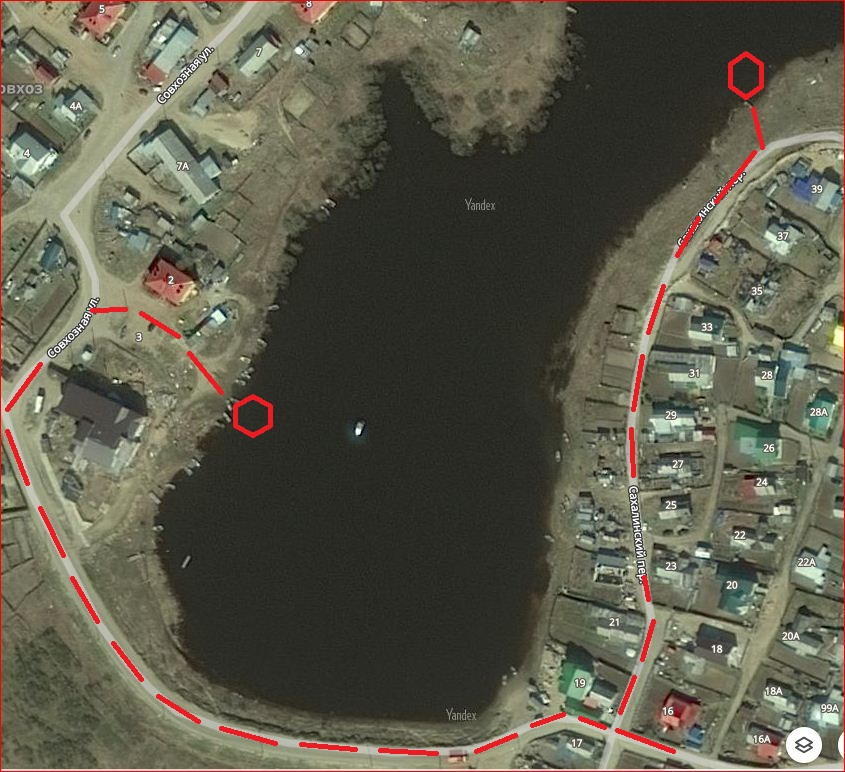 5
8
7
Совхозная ул.
овхоз
4А
4
7А
Yandex
39
Сахалинский пер.
37
2
35
Совхозная ул.
33
3
31
28
29
28А
26
27
24
Сахалинский пер.
25
22
23
22А
20
21
20А
18
19
18А
16
99А
Yandex
17
16А